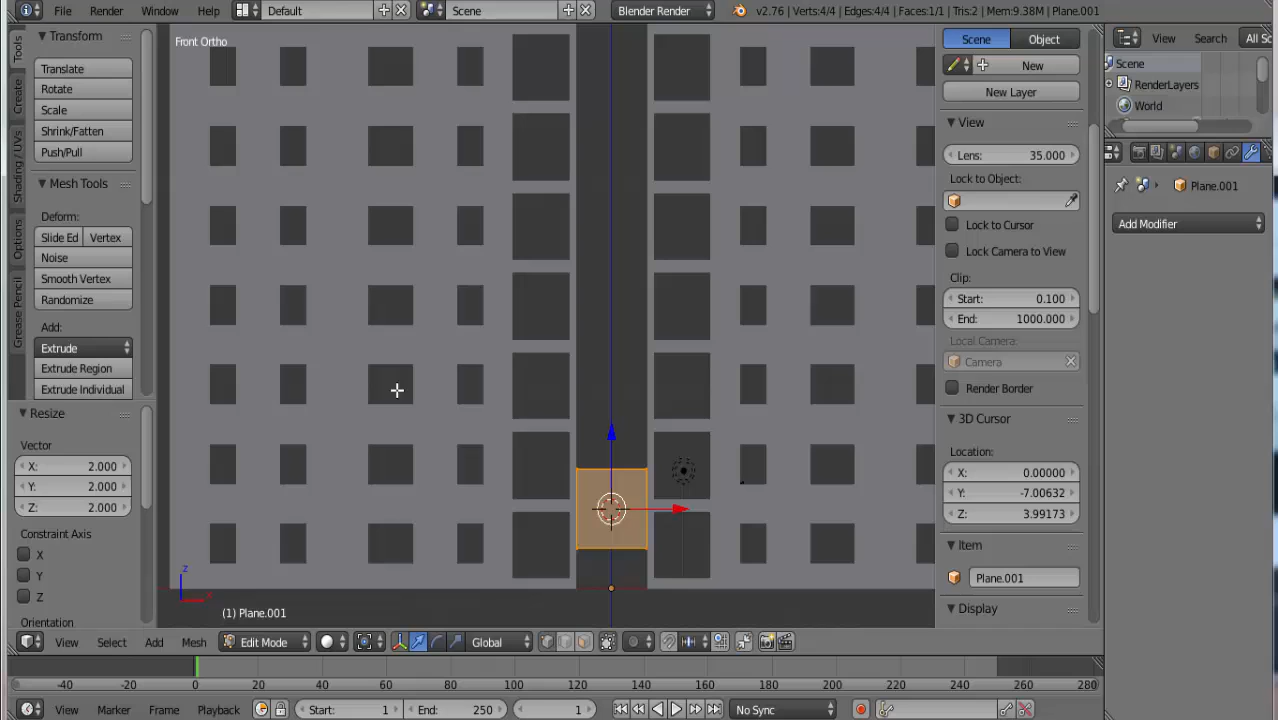 File Render Window Help Default Scene Blender Render v2.76 | Verts:4/4 | Edges:4/4 | Faces:1/1 | Tris:2 | Mem:9.38M | Plane.001
Tools
Create
Shading / UVs
Options
Grease Pencil
Transform
Translate
Rotate
Scale
Shrink/Fatten
Push/Pull
Mesh Tools
Deform:
Slide Ed Vertex
Noise
Smooth Vertex
Randomize
Add:
Extrude
Extrude Region
Extrude Individual
Resize
Vector
X: 2.000
Y: 2.000
Z: 2.000
Constraint Axis
X
Y
Z
Orientation
Front Ortho
z
x
(1) Plane.001
Scene Object
New
New Layer
View
Lens: 35.000
Lock to Object:
Lock to Cursor
Lock Camera to View
Clip:
Start: 0.100
End: 1000.000
Local Camera:
Camera
Render Border
3D Cursor
Location:
X: 0.00000
Y: -7.00632
Z: 3.99173
Item
Plane.001
Display
View Search All Sc
Scene
RenderLayers
World
Plane.001
Add Modifier
View Select Add Mesh Edit Mode Global
-40 -20 0 20 40 60 80 100 120 140 160 180 200 220 240 260 280
View Marker Frame Playback Start: 1 End: 250 1 No Sync